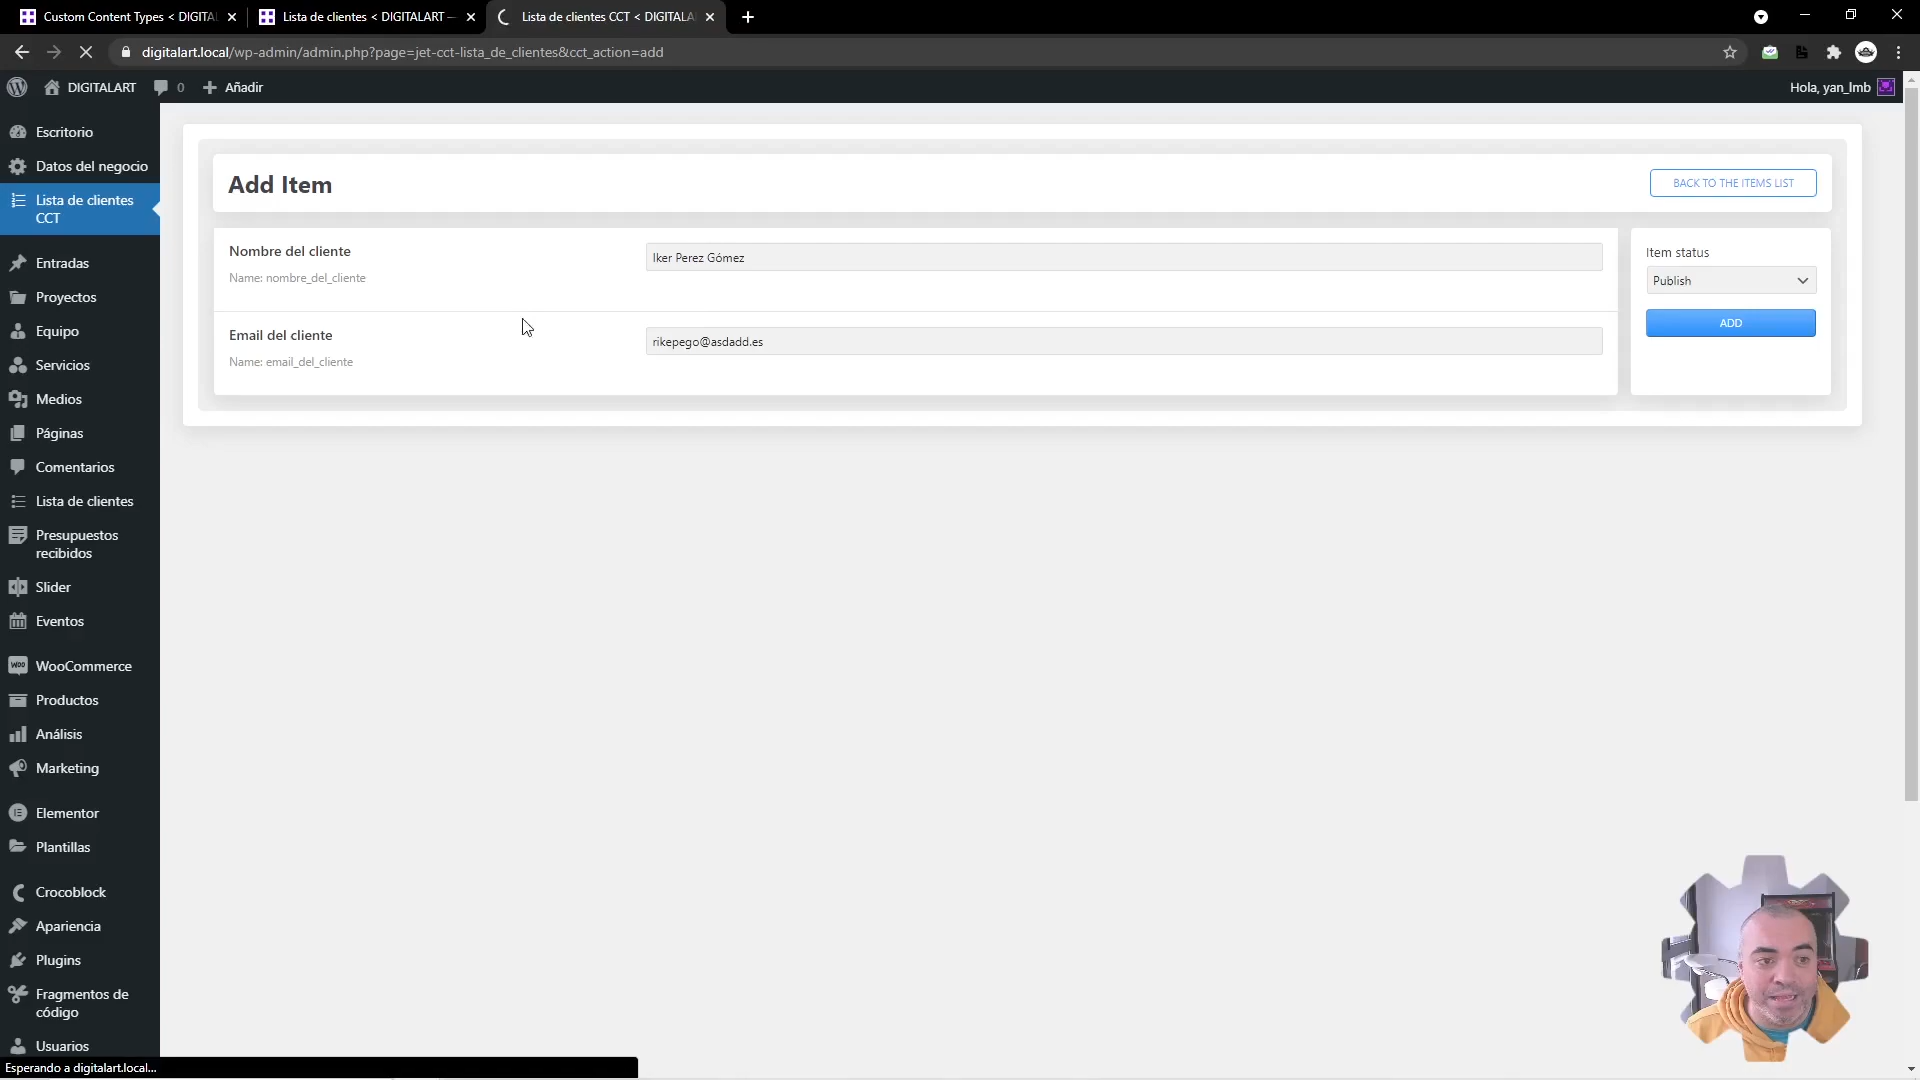 Custom Content Types < DIGITAL
Lista de clientes < DIGITALART —
Lista de clientes CCT < DIGITALA
digitalart.local/wp-admin/admin.php?page=jet-cct-lista_de_clientes&cct_action=add
DIGITALART
0
Añadir
Hola, yan_lmb
Escritorio
Datos del negocio
Lista de clientes
CCT
Entradas
Proyectos
Equipo
Servicios
Medios
Páginas
Comentarios
Lista de clientes
Presupuestos
recibidos
Slider
Eventos
WooCommerce
Productos
Análisis
Marketing
Elementor
Plantillas
Crocoblock
Apariencia
Plugins
Fragmentos de
código
Usuarios
Add Item
BACK TO THE ITEMS LIST
Nombre del cliente
Name: nombre_del_cliente
Iker Perez Gómez
Email del cliente
Name: email_del_cliente
rikepego@asdadd.es
Item status
Publish
ADD
Esperando a digitalart.local...